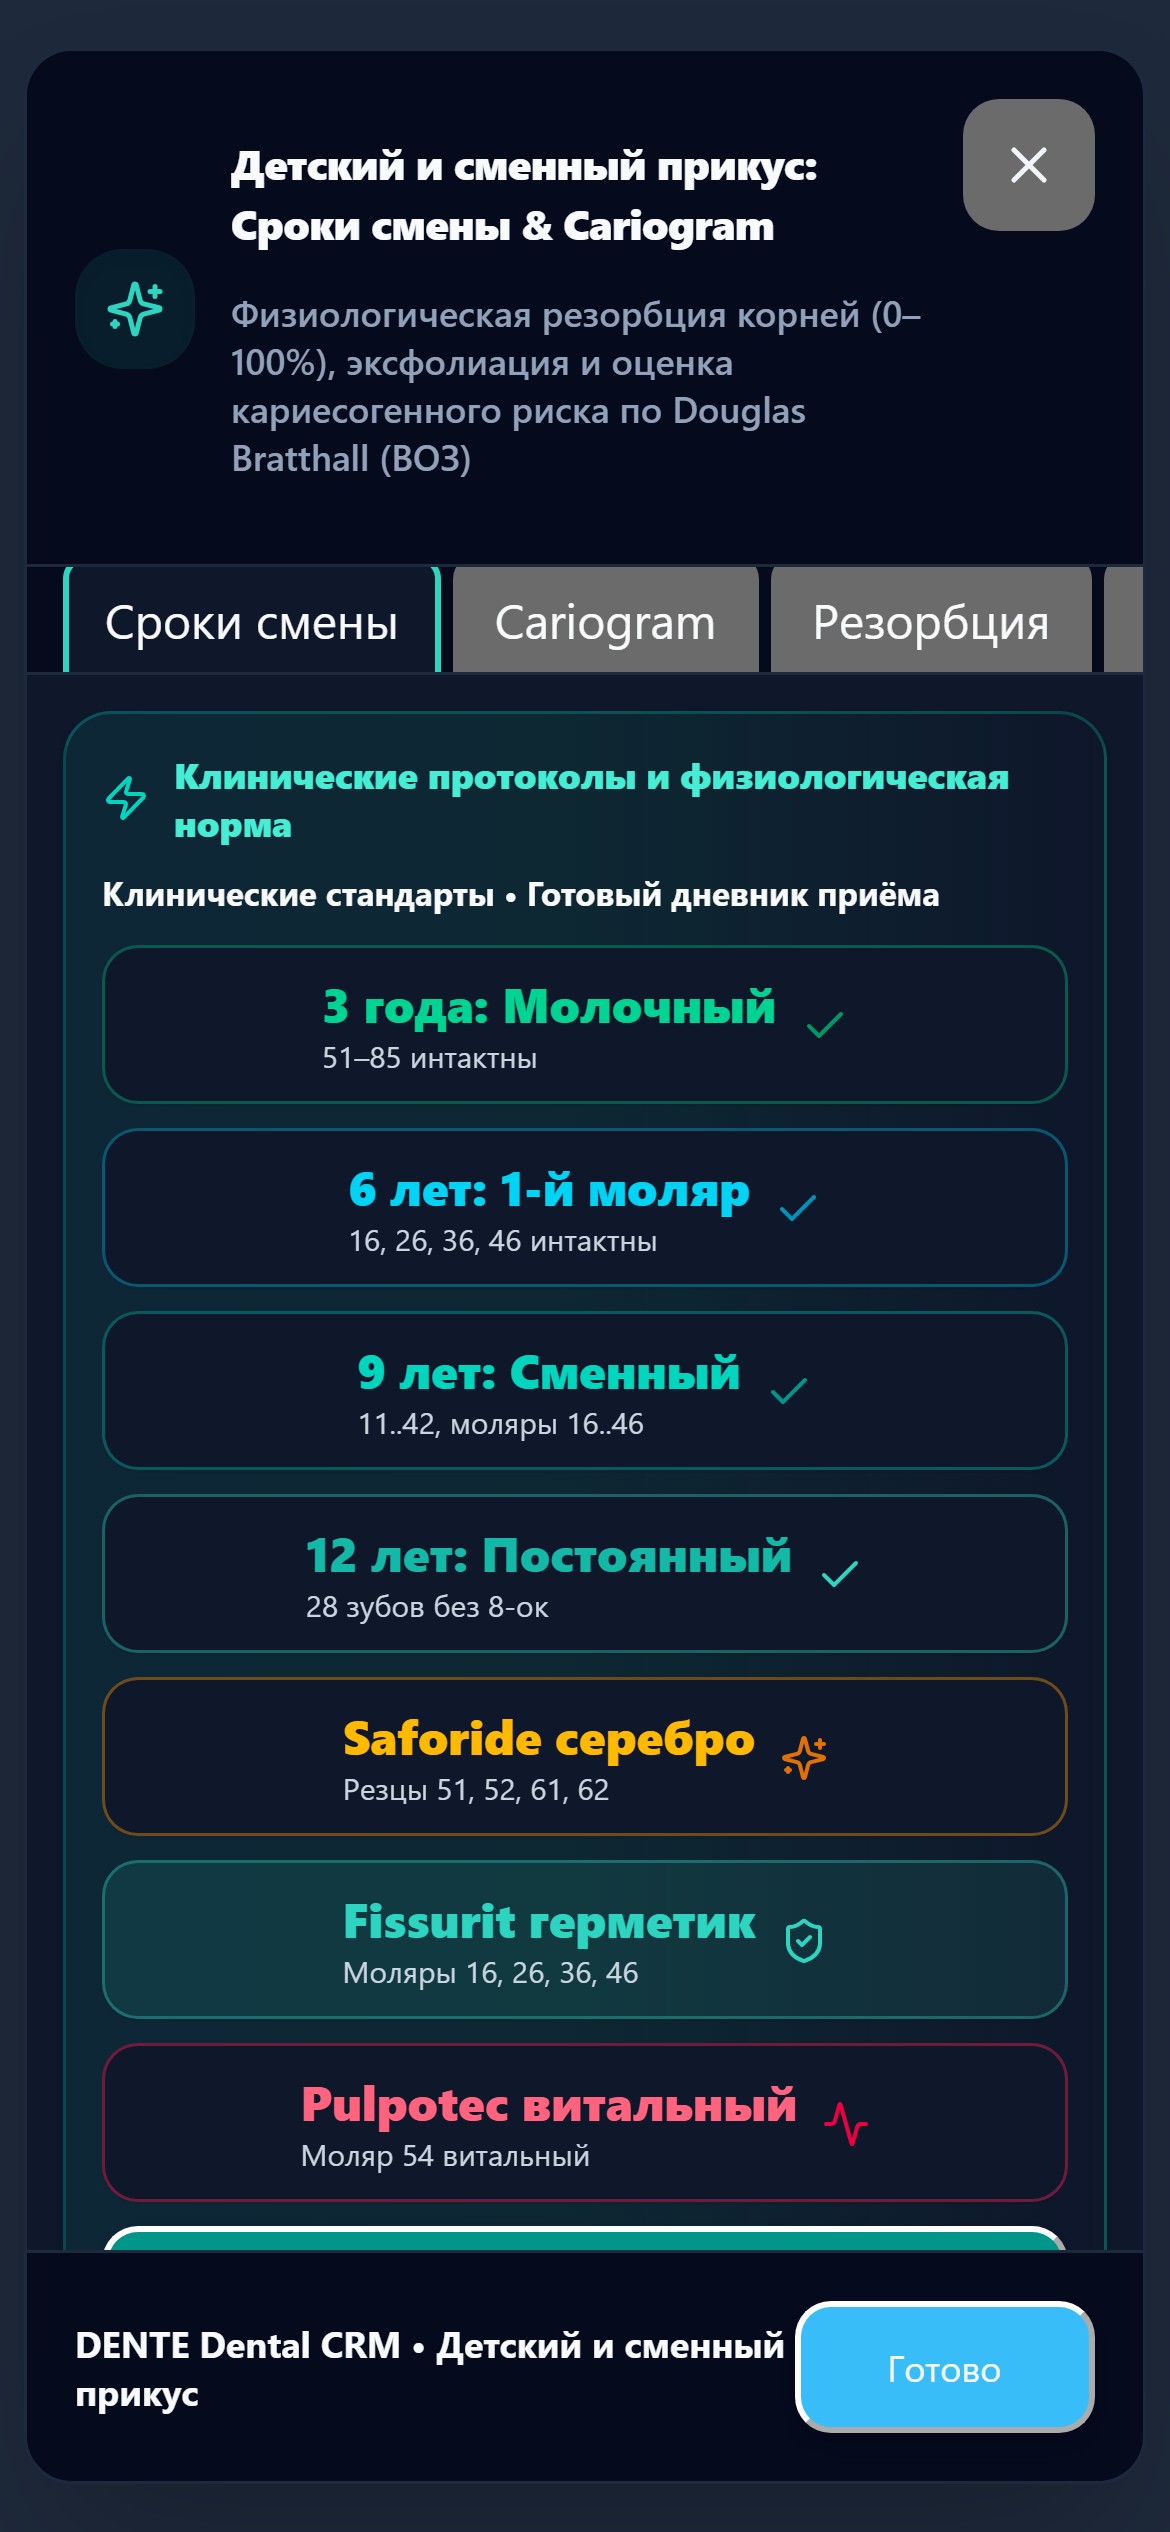 Детский и сменный прикус:
Сроки смены & Cariogram
Физиологическая резорбция корней (0–
100%), эксфолиация и оценка
кариесогенного риска по Douglas
Bratthall (ВОЗ)
Сроки смены
Cariogram
Резорбция
Клинические протоколы и физиологическая
норма
Клинические стандарты • Готовый дневник приёма
3 года: Молочный
51–85 интактны
6 лет: 1-й моляр
16, 26, 36, 46 интактны
9 лет: Сменный
11..42, моляры 16..46
12 лет: Постоянный
28 зубов без 8-ок
Saforide серебро
Резцы 51, 52, 61, 62
Fissurit герметик
Моляры 16, 26, 36, 46
Pulpotec витальный
Моляр 54 витальный
DENTE Dental CRM • Детский и сменный
прикус
Готово